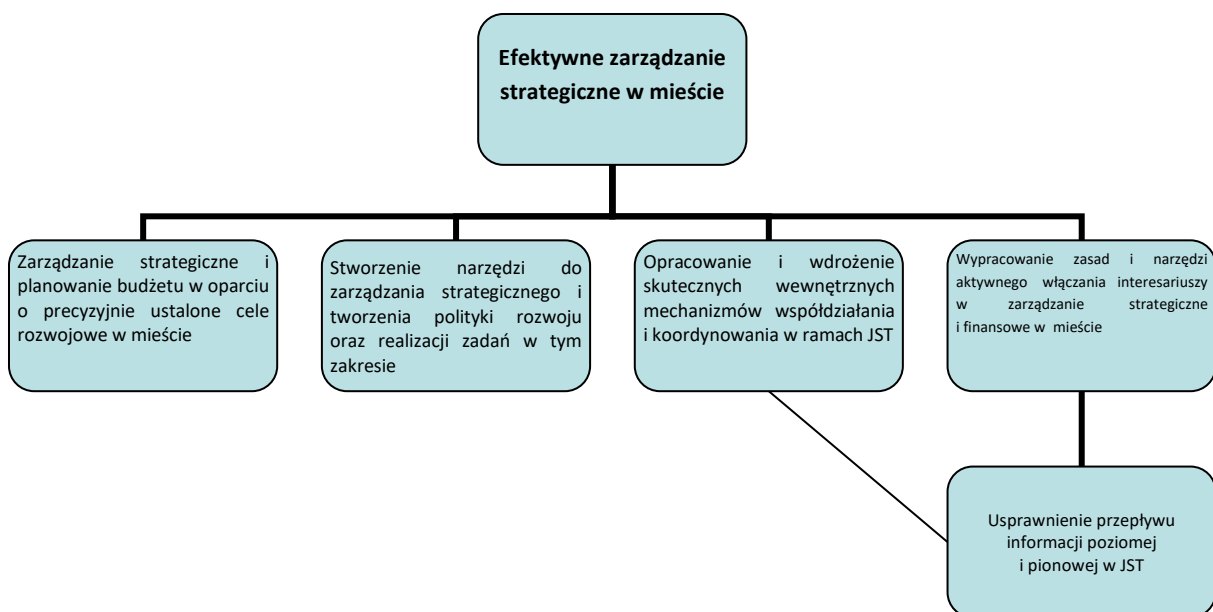 Efektywne zarządzanie
strategiczne w mieście
Zarządzanie strategiczne i
planowanie budżetu w oparciu
o precyzyjnie ustalone cele
rozwojowe w mieście
Stworzenie narzędzi do
zarządzania strategicznego i
tworzenia polityki rozwoju
oraz realizacji zadań w tym
zakresie
Opracowanie i wdrożenie
skutecznych wewnętrznych
mechanizmów współdziałania
i koordynowania w ramach JST
Wypracowanie zasad i narzędzi
aktywnego włączania interesariuszy
w zarządzanie strategiczne
i finansowe w mieście
Usprawnienie przepływu
informacji poziomej
i pionowej w JST